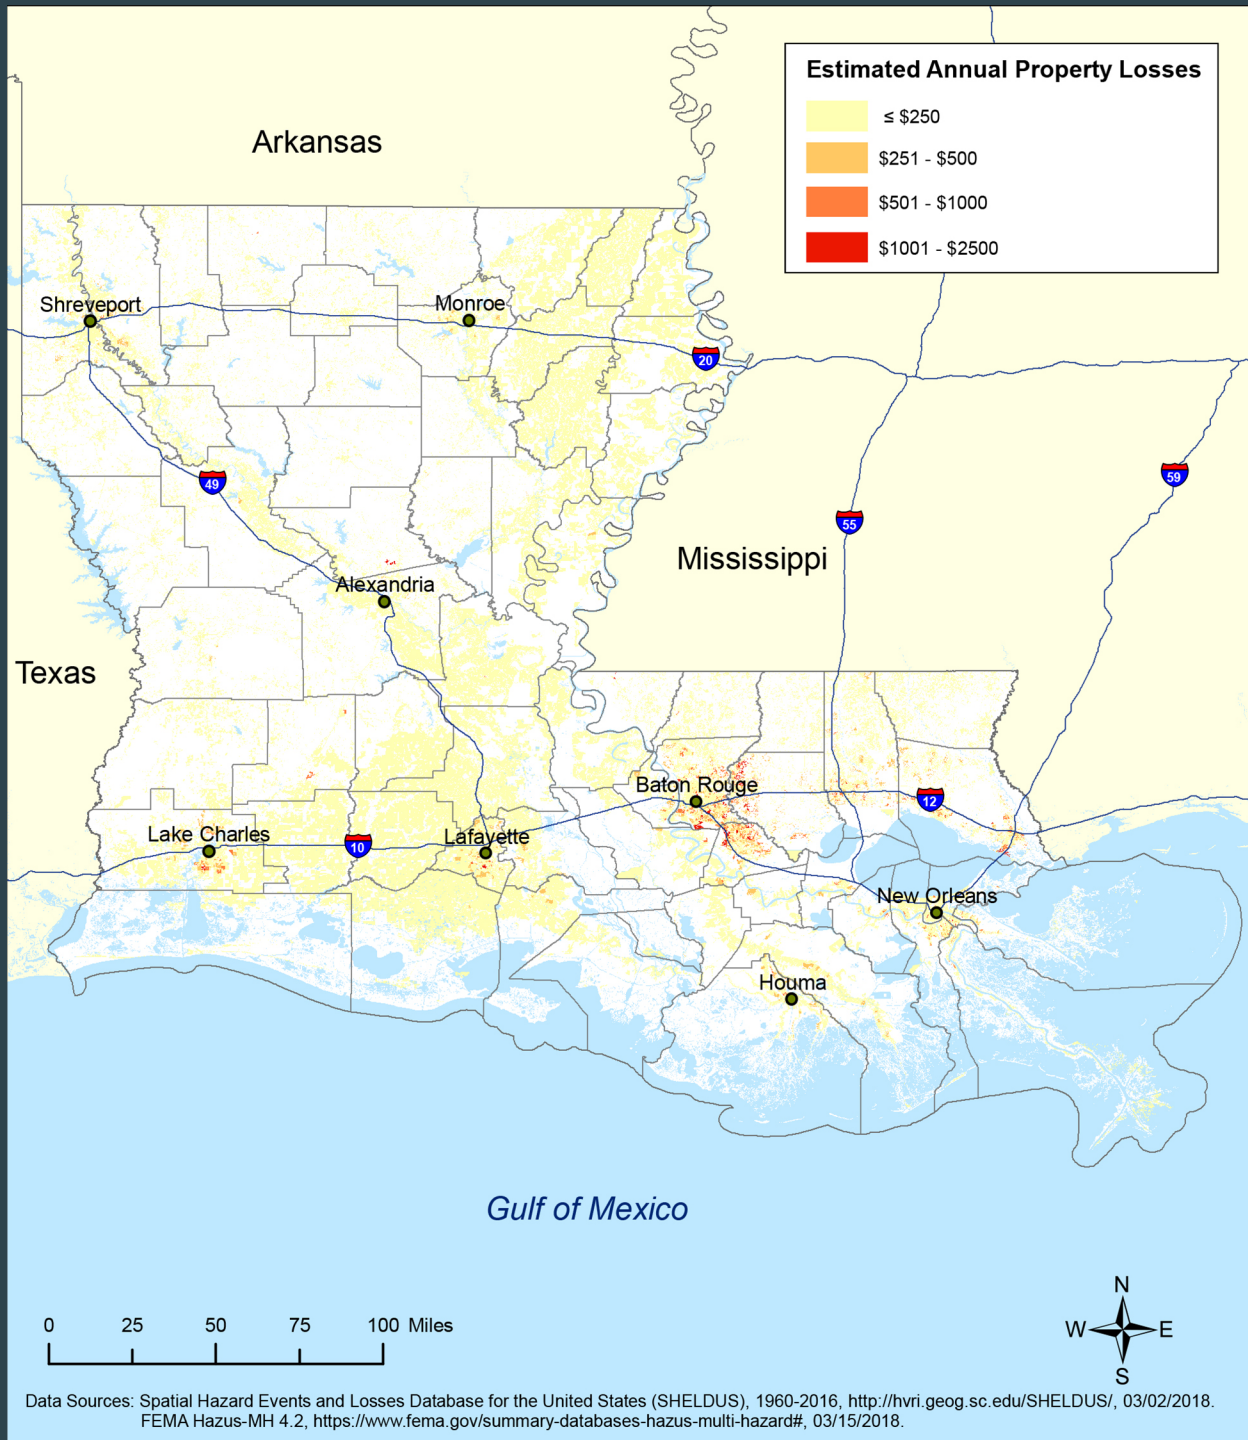 Estimated Annual Property Losses
≤ $250
$251 - $500
$501 - $1000
$1001 - $2500
Arkansas
Shreveport
Monroe
20
49
59
55
Mississippi
Alexandria
Texas
Baton Rouge
12
Lake Charles
10
Lafayette
New Orleans
Houma
Gulf of Mexico
N
W
E
S
0 25 50 75 100 Miles
Data Sources: Spatial Hazard Events and Losses Database for the United States (SHELDUS), 1960-2016, http://hvri.geog.sc.edu/SHELDUS/, 03/02/2018.
FEMA Hazus-MH 4.2, https://www.fema.gov/summary-databases-hazus-multi-hazard#, 03/15/2018.